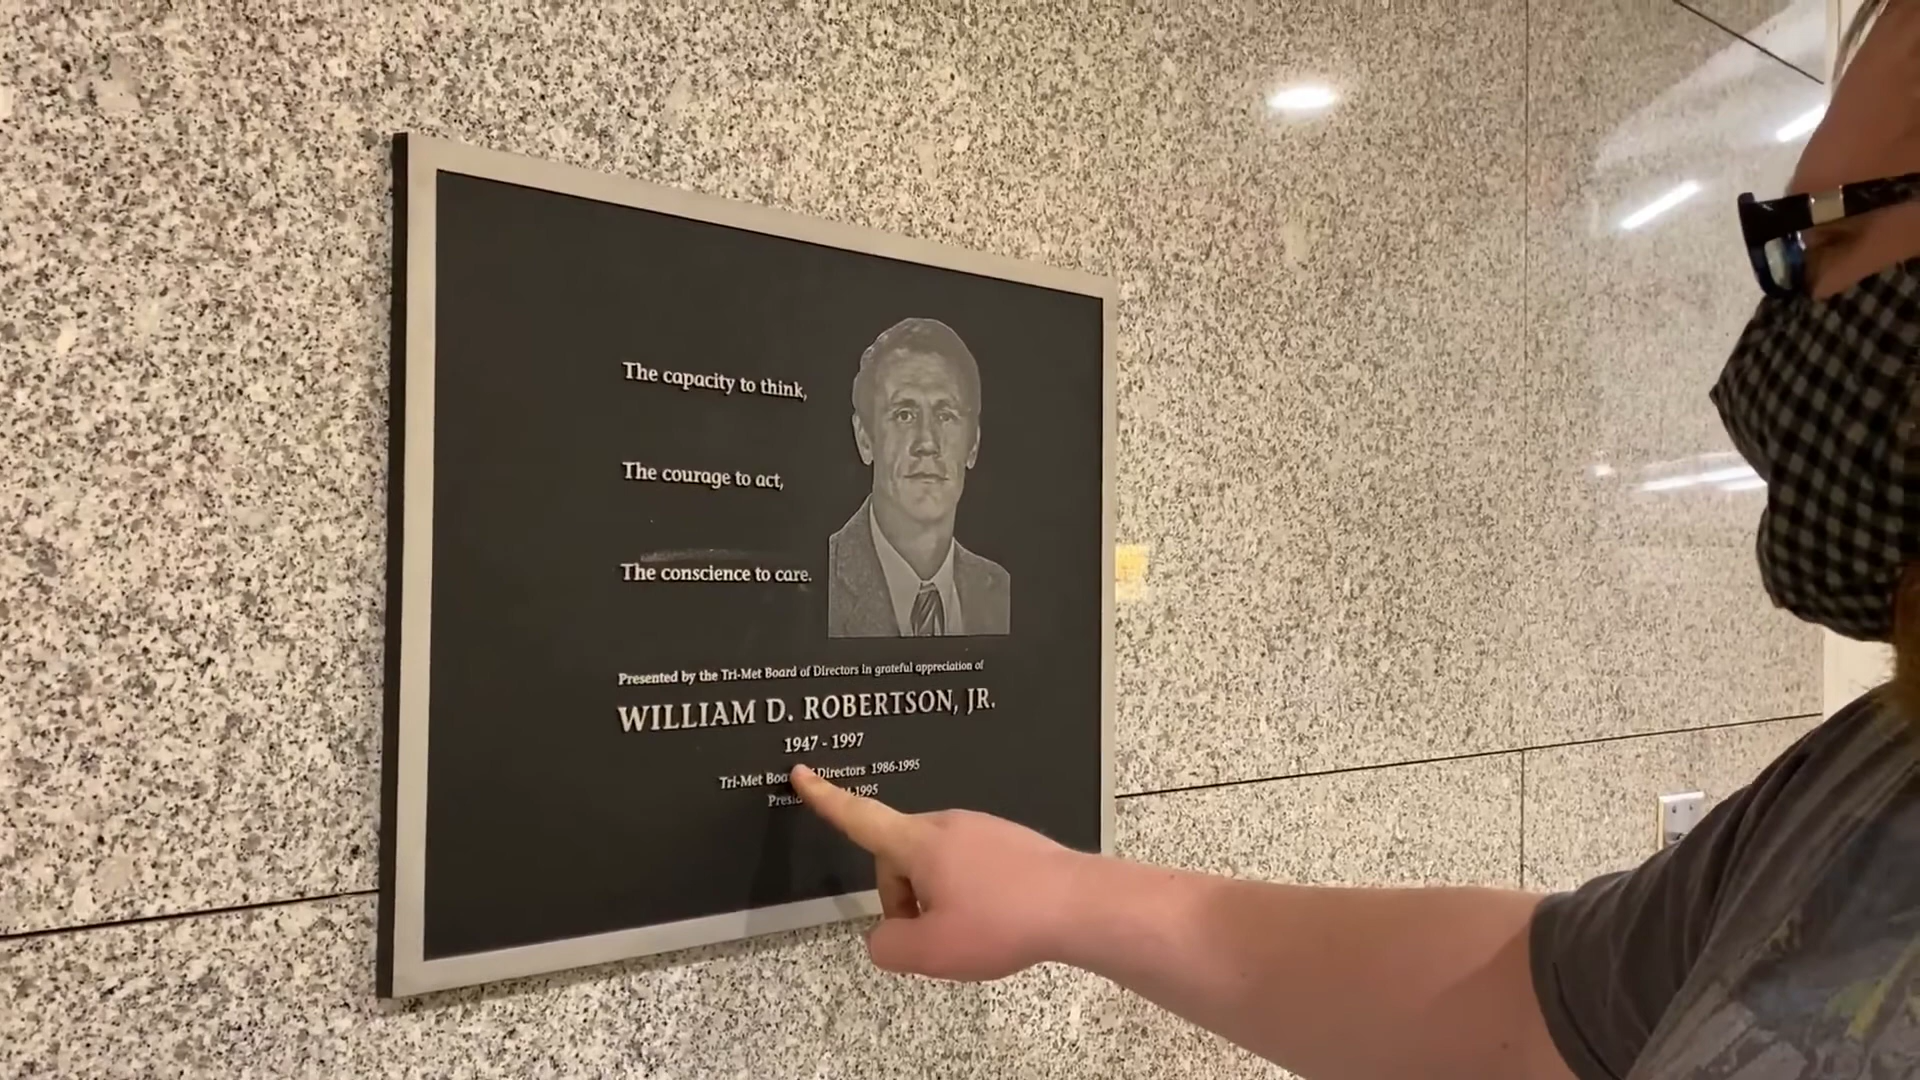 The capacity to think,
The courage to act,
The conscience to care.
Presented by the Tri-Met Board of Directors in grateful appreciation of
WILLIAM D. ROBERTSON, JR.
1947 - 1997
Tri-Met Directors 1986-1995
-1995